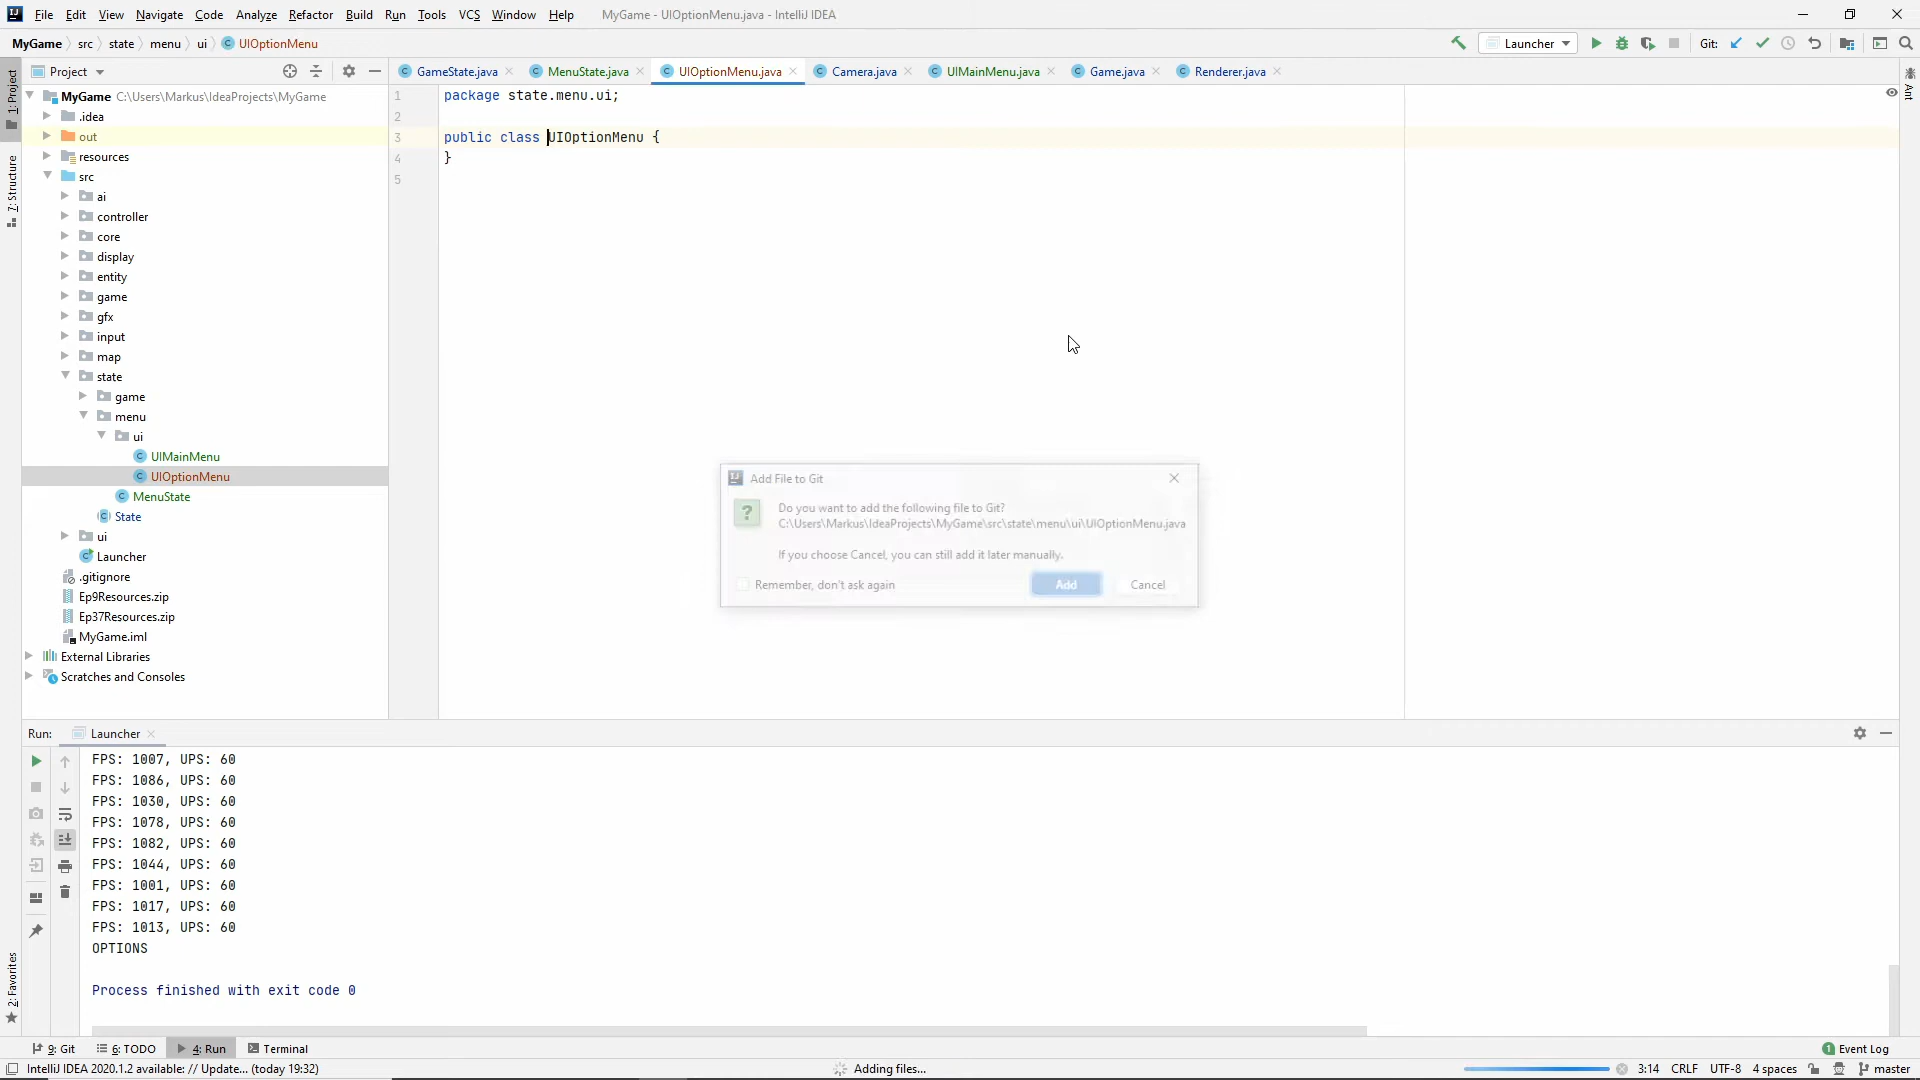 File Edit View Navigate Code Analyze Refactor Build Run Tools VCS Window Help MyGame - UIOptionMenu.java - IntelliJ IDEA
MyGame src state menu ui UIOptionMenu Launcher Git:
Project
GameState.java MenuState.java UIOptionMenu.java Camera.java UIMainMenu.java Game.java Renderer.java
1: Project
7: Structure
2: Favorites
Ant
MyGame C:\Users\Markus\IdeaProjects\MyGame
.idea
out
resources
src
ai
controller
core
display
entity
game
gfx
input
map
state
game
menu
ui
UIMainMenu
UIOptionMenu
MenuState
State
ui
Launcher
.gitignore
Ep9Resources.zip
Ep37Resources.zip
MyGame.iml
External Libraries
Scratches and Consoles
1 package state.menu.ui;
2
3 public class UIOptionMenu {
4 }
5
Add File to Git
Do you want to add the following file to Git?
C:\Users\Markus\IdeaProjects\MyGame\src\state\menu\ui\UIOptionMenu.java
If you choose Cancel, you can still add it later manually.
Remember, don't ask again Add Cancel
Run: Launcher
FPS: 1007, UPS: 60
FPS: 1086, UPS: 60
FPS: 1030, UPS: 60
FPS: 1078, UPS: 60
FPS: 1082, UPS: 60
FPS: 1044, UPS: 60
FPS: 1001, UPS: 60
FPS: 1017, UPS: 60
FPS: 1013, UPS: 60
OPTIONS
Process finished with exit code 0
9: Git 6: TODO 4: Run Terminal 1 Event Log
IntelliJ IDEA 2020.1.2 available: // Update... (today 19:32) Adding files... 3:14 CRLF UTF-8 4 spaces master